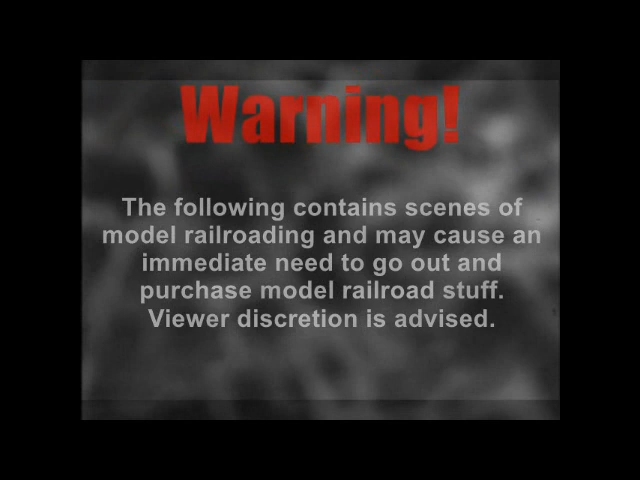 Warning!
The following contains scenes of
model railroading and may cause an
immediate need to go out and
purchase model railroad stuff.
Viewer discretion is advised.